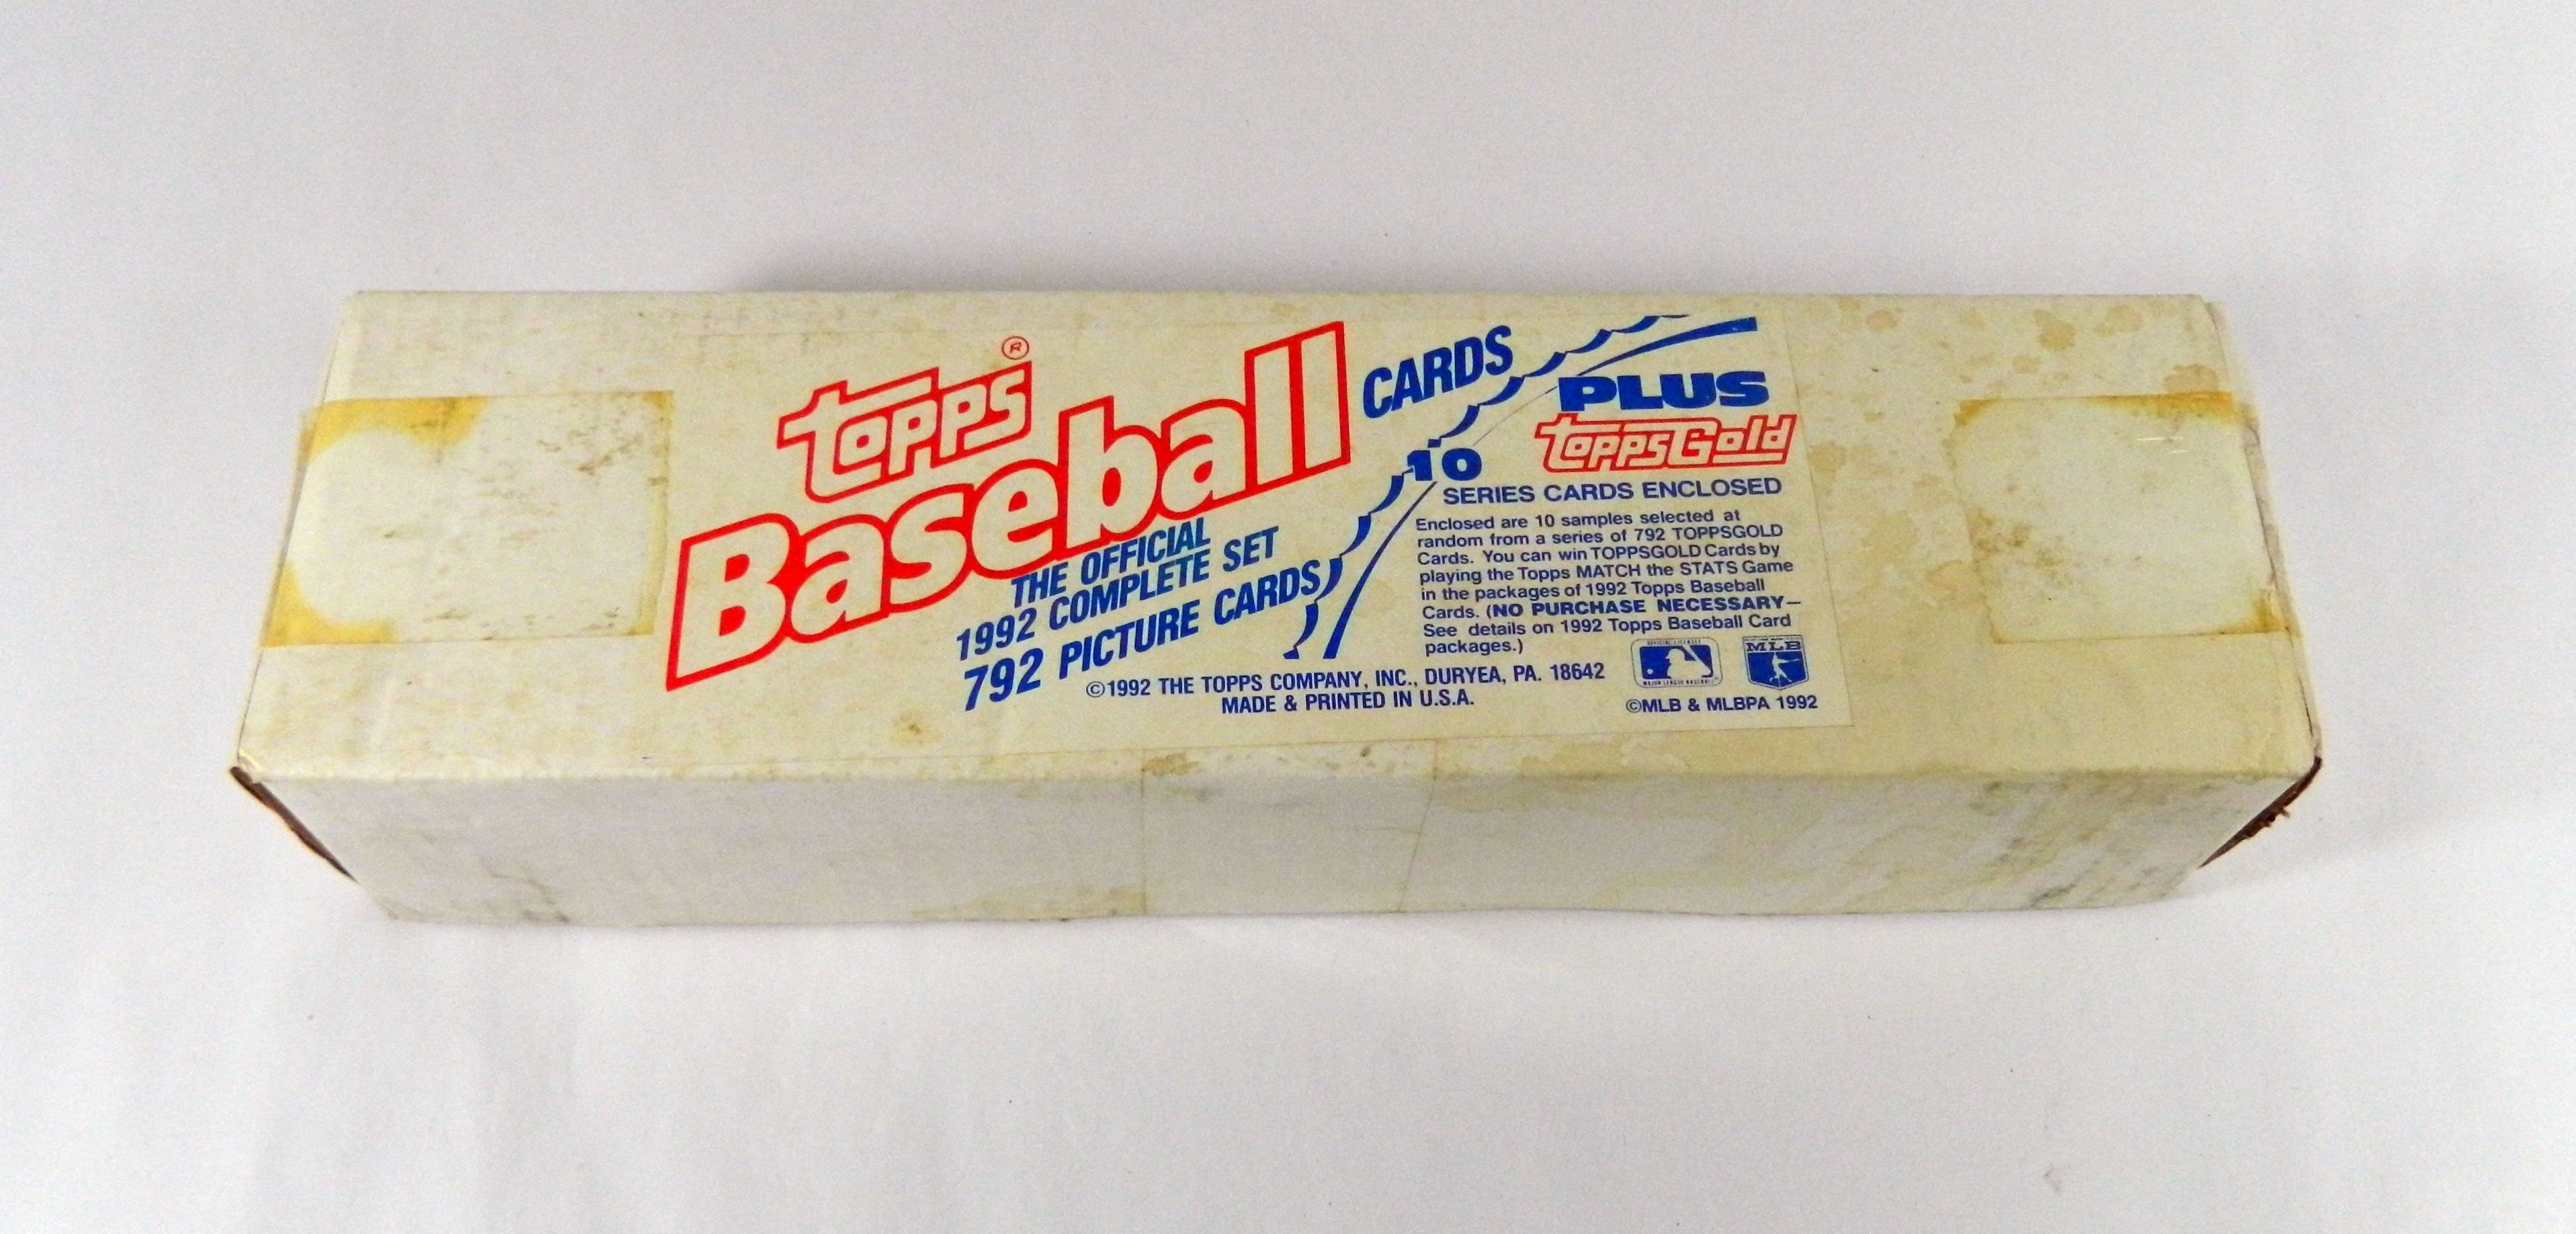 Topps®
Baseball
CARDS
THE OFFICIAL
1992 COMPLETE SET
792 PICTURE CARDS
PLUS
10 ToppsGold
SERIES CARDS ENCLOSED
Enclosed are 10 samples selected at
random from a series of 792 TOPPSGOLD
Cards. You can win TOPPSGOLD Cards by
playing the Topps MATCH the STATS Game
in the packages of 1992 Topps Baseball
Cards. (NO PURCHASE NECESSARY—
See details on 1992 Topps Baseball Card
packages.)
©1992 THE TOPPS COMPANY, INC., DURYEA, PA. 18642
MADE & PRINTED IN U.S.A.
MAJOR LEAGUE BASEBALL
MLB
©MLB & MLBPA 1992